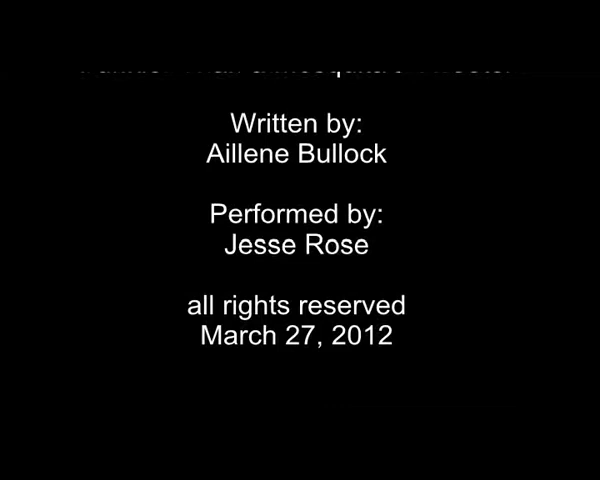 Written by:
Aillene Bullock
Performed by:
Jesse Rose
all rights reserved
March 27, 2012